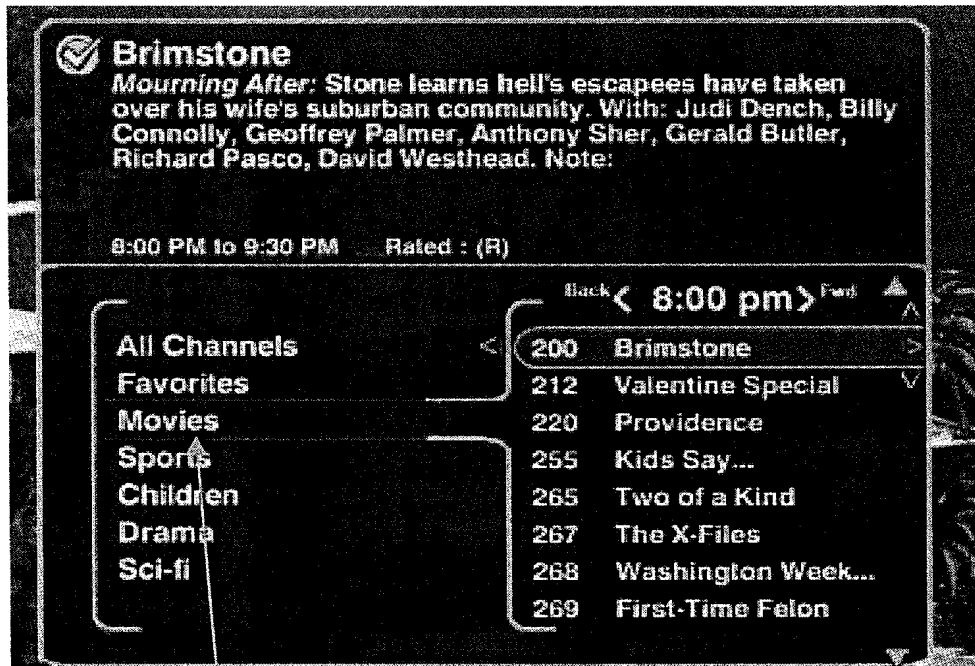 Brimstone
Mourning After: Stone learns hell's escapees have taken
over his wife's suburban community. With: Judi Dench, Billy
Connolly, Geoffrey Palmer, Anthony Sher, Gerald Butler,
Richard Pasco, David Westhead. Note:
8:00 PM to 9:30 PM Rated : (R)
Back < 8:00 pm > Fwd
All Channels
Favorites
Movies
Sports
Children
Drama
Sci-fi
< 200 Brimstone >
212 Valentine Special
220 Providence
255 Kids Say...
265 Two of a Kind
267 The X-Files
268 Washington Week...
269 First-Time Felon